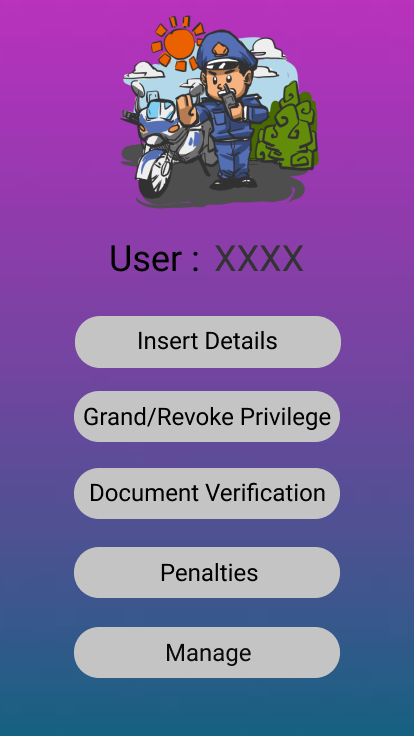 User : XXXX
Insert Details
Grand/Revoke Privilege
Document Verification
Penalties
Manage